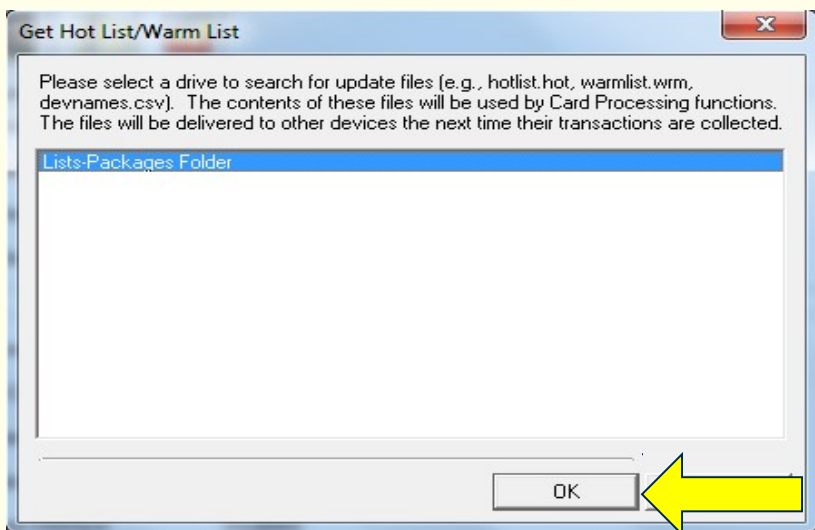 Get Hot List/Warm List
Please select a drive to search for update files (e.g., hotlist.hot, warmlist.wrm,
devnames.csv). The contents of these files will be used by Card Processing functions.
The files will be delivered to other devices the next time their transactions are collected.
Lists-Packages Folder
OK